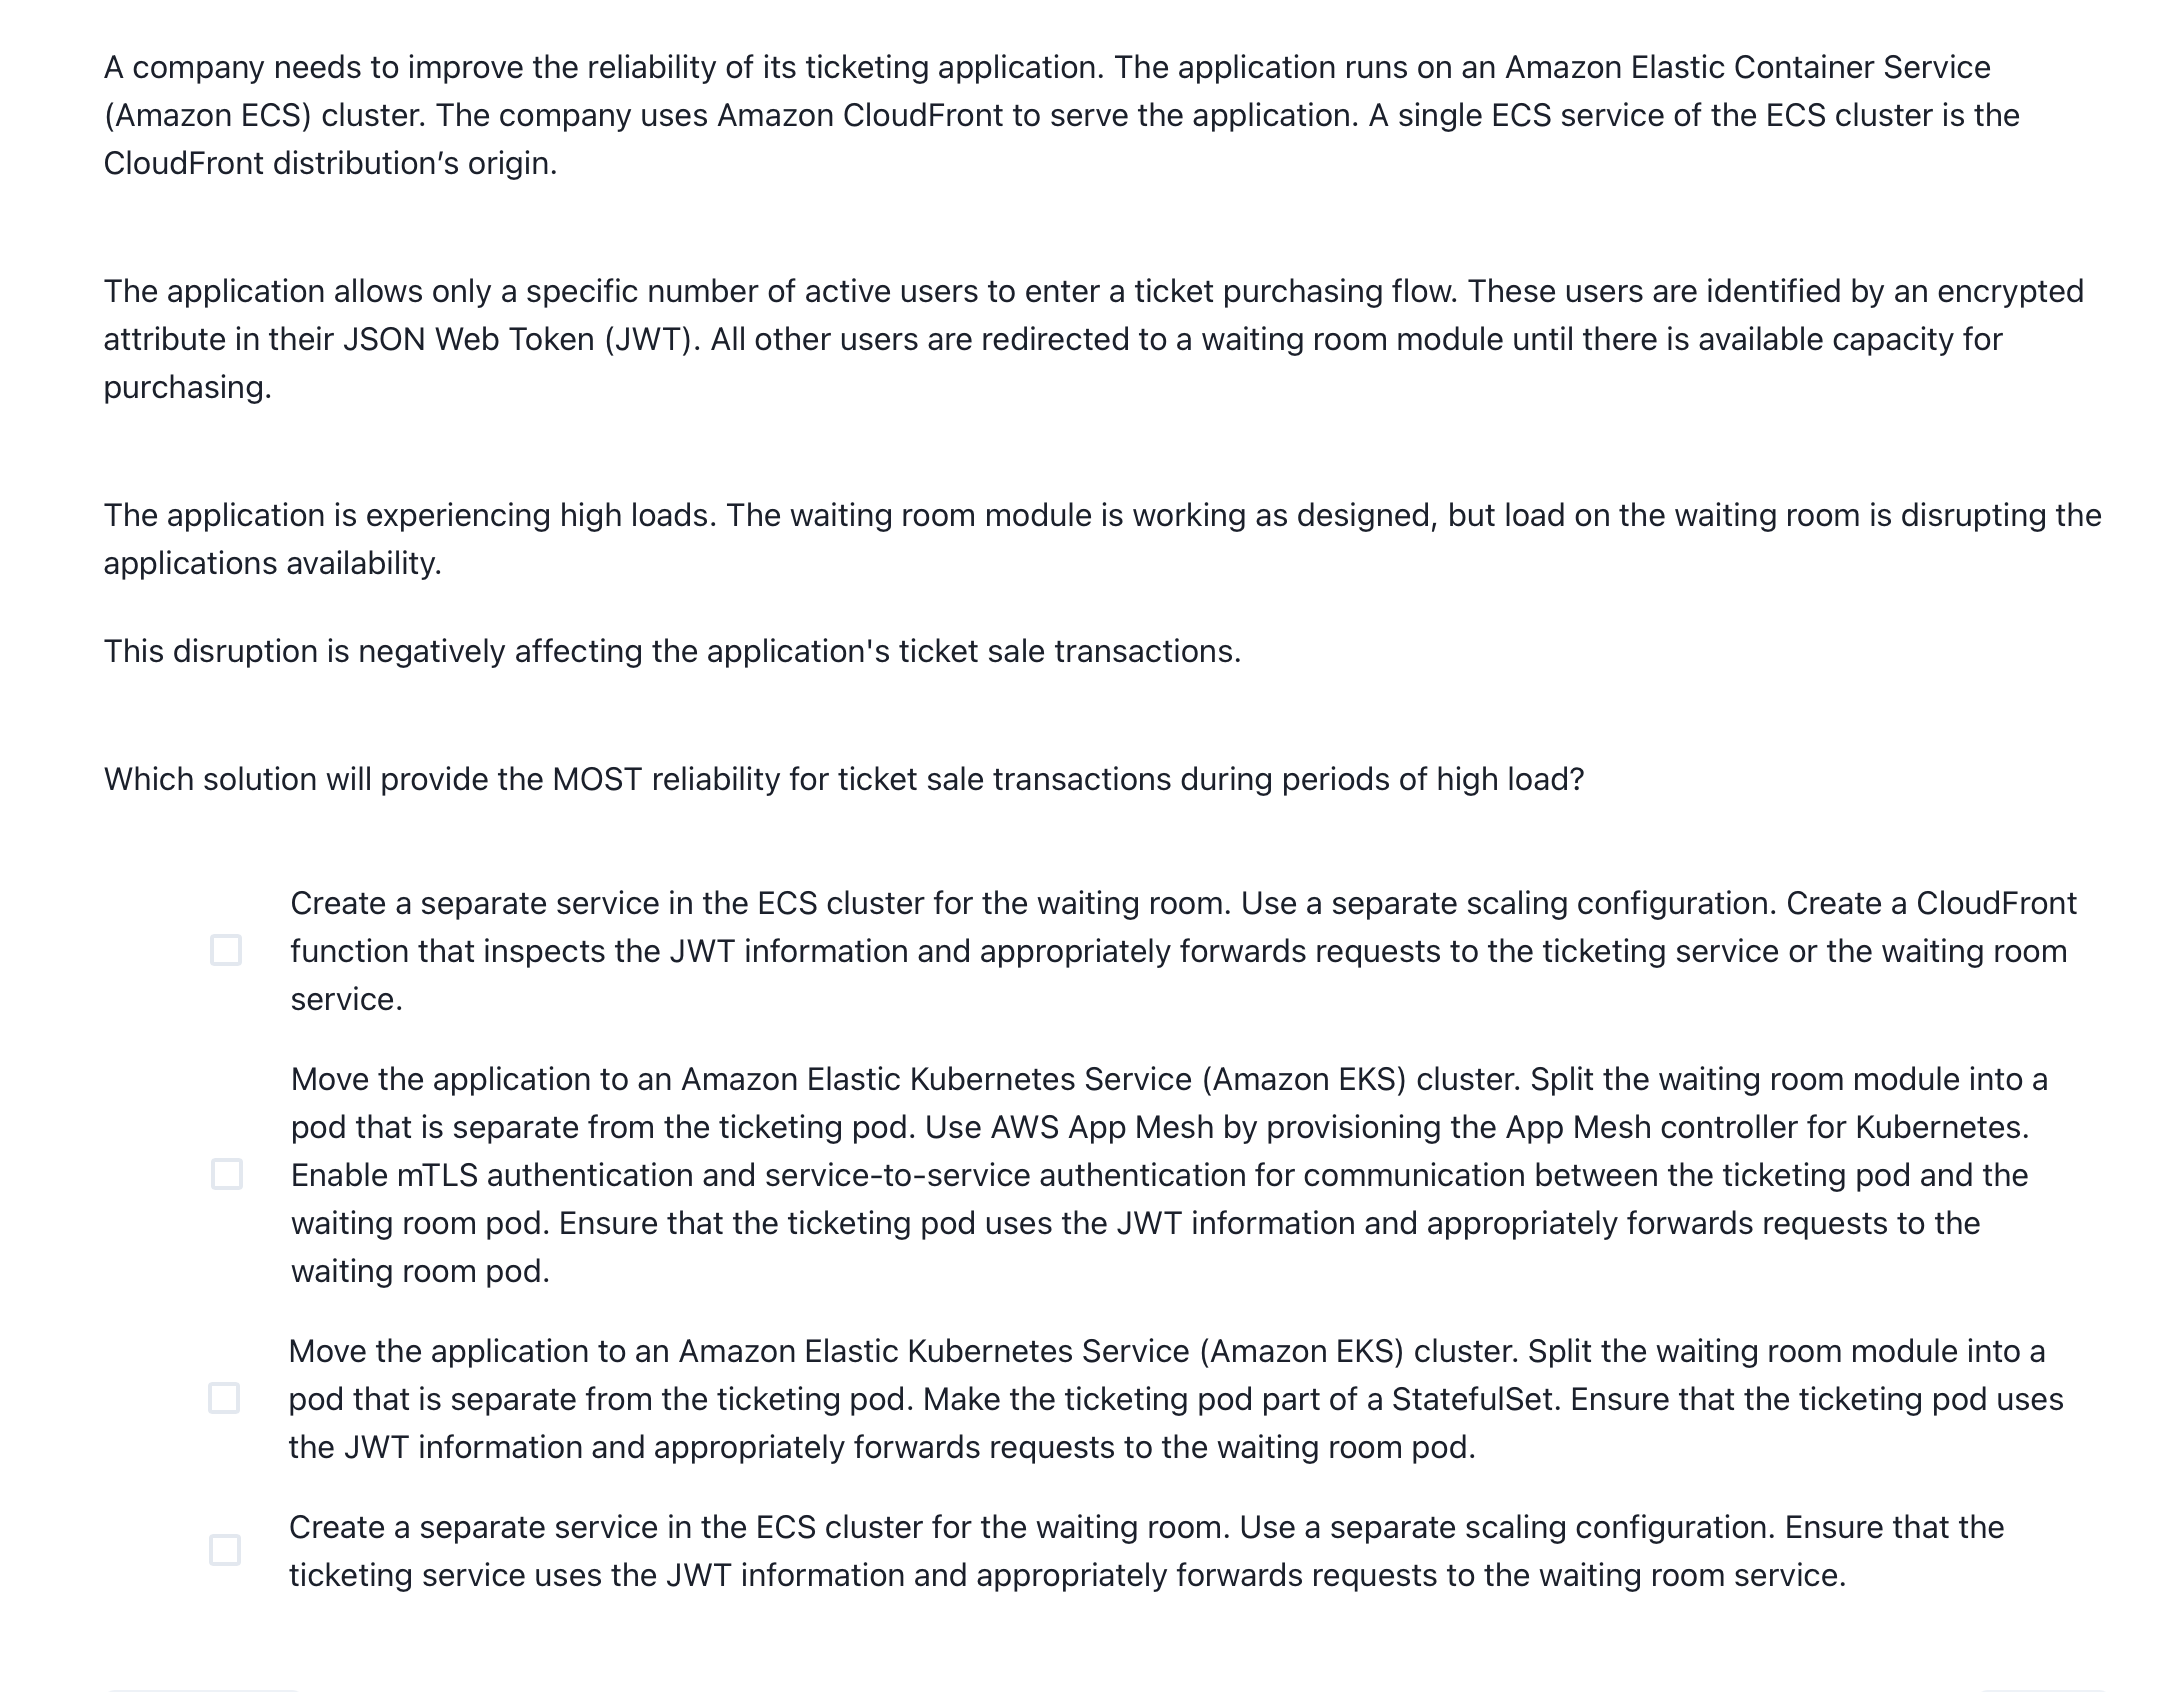 A company needs to improve the reliability of its ticketing application. The application runs on an Amazon Elastic Container Service
(Amazon ECS) cluster. The company uses Amazon CloudFront to serve the application. A single ECS service of the ECS cluster is the
CloudFront distribution’s origin.
The application allows only a specific number of active users to enter a ticket purchasing flow. These users are identified by an encrypted
attribute in their JSON Web Token (JWT). All other users are redirected to a waiting room module until there is available capacity for
purchasing.
The application is experiencing high loads. The waiting room module is working as designed, but load on the waiting room is disrupting the
applications availability.
This disruption is negatively affecting the application's ticket sale transactions.
Which solution will provide the MOST reliability for ticket sale transactions during periods of high load?
Create a separate service in the ECS cluster for the waiting room. Use a separate scaling configuration. Create a CloudFront
function that inspects the JWT information and appropriately forwards requests to the ticketing service or the waiting room
service.
Move the application to an Amazon Elastic Kubernetes Service (Amazon EKS) cluster. Split the waiting room module into a
pod that is separate from the ticketing pod. Use AWS App Mesh by provisioning the App Mesh controller for Kubernetes.
Enable mTLS authentication and service-to-service authentication for communication between the ticketing pod and the
waiting room pod. Ensure that the ticketing pod uses the JWT information and appropriately forwards requests to the
waiting room pod.
Move the application to an Amazon Elastic Kubernetes Service (Amazon EKS) cluster. Split the waiting room module into a
pod that is separate from the ticketing pod. Make the ticketing pod part of a StatefulSet. Ensure that the ticketing pod uses
the JWT information and appropriately forwards requests to the waiting room pod.
Create a separate service in the ECS cluster for the waiting room. Use a separate scaling configuration. Ensure that the
ticketing service uses the JWT information and appropriately forwards requests to the waiting room service.